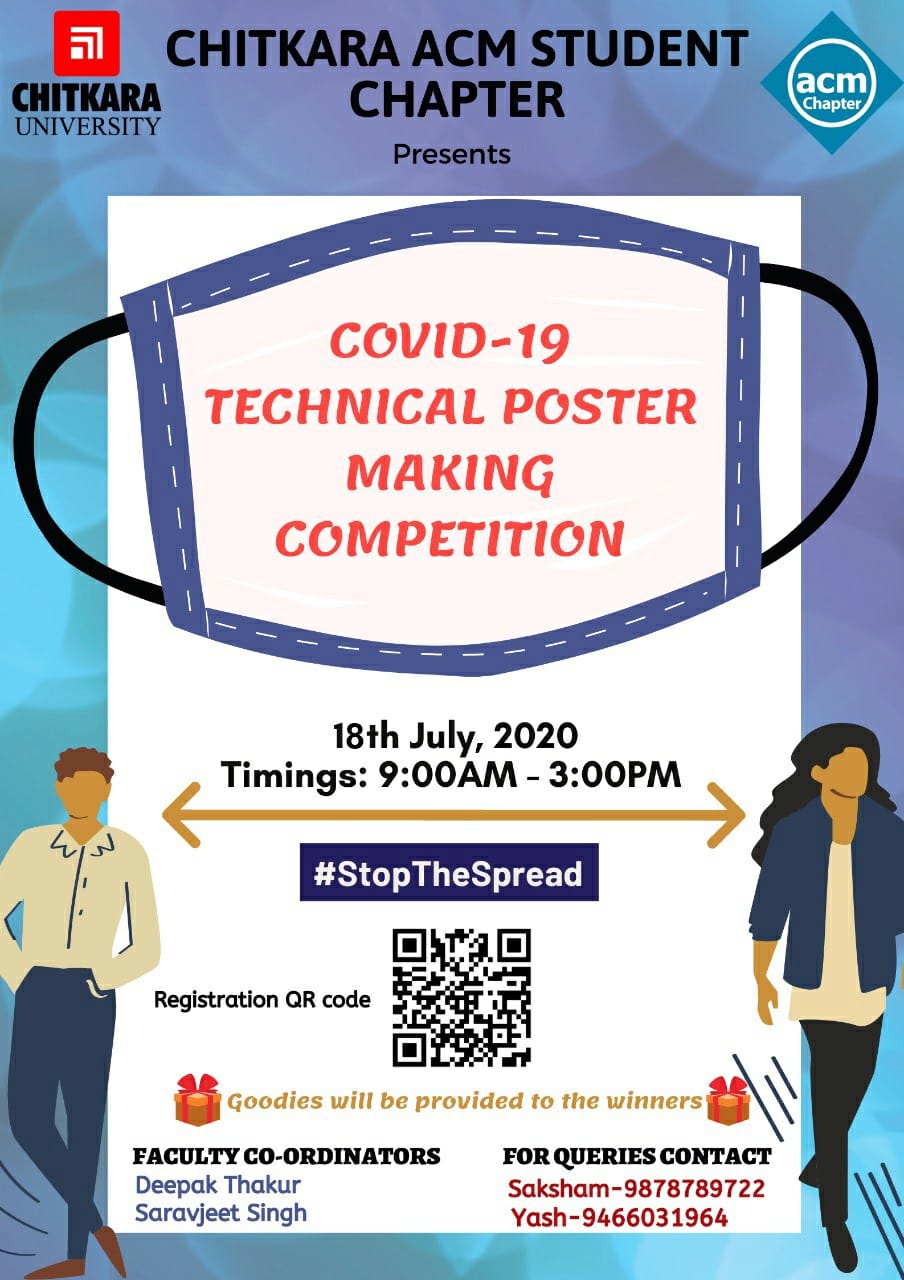 CHITKARA
UNIVERSITY
CHITKARA ACM STUDENT
CHAPTER
Presents
acm
Chapter
COVID-19
TECHNICAL POSTER
MAKING
COMPETITION
18th July, 2020
Timings: 9:00AM - 3:00PM
#StopTheSpread
Registration QR code
Goodies will be provided to the winners
FACULTY CO-ORDINATORS
Deepak Thakur
Saravjeet Singh
FOR QUERIES CONTACT
Saksham-9878789722
Yash-9466031964